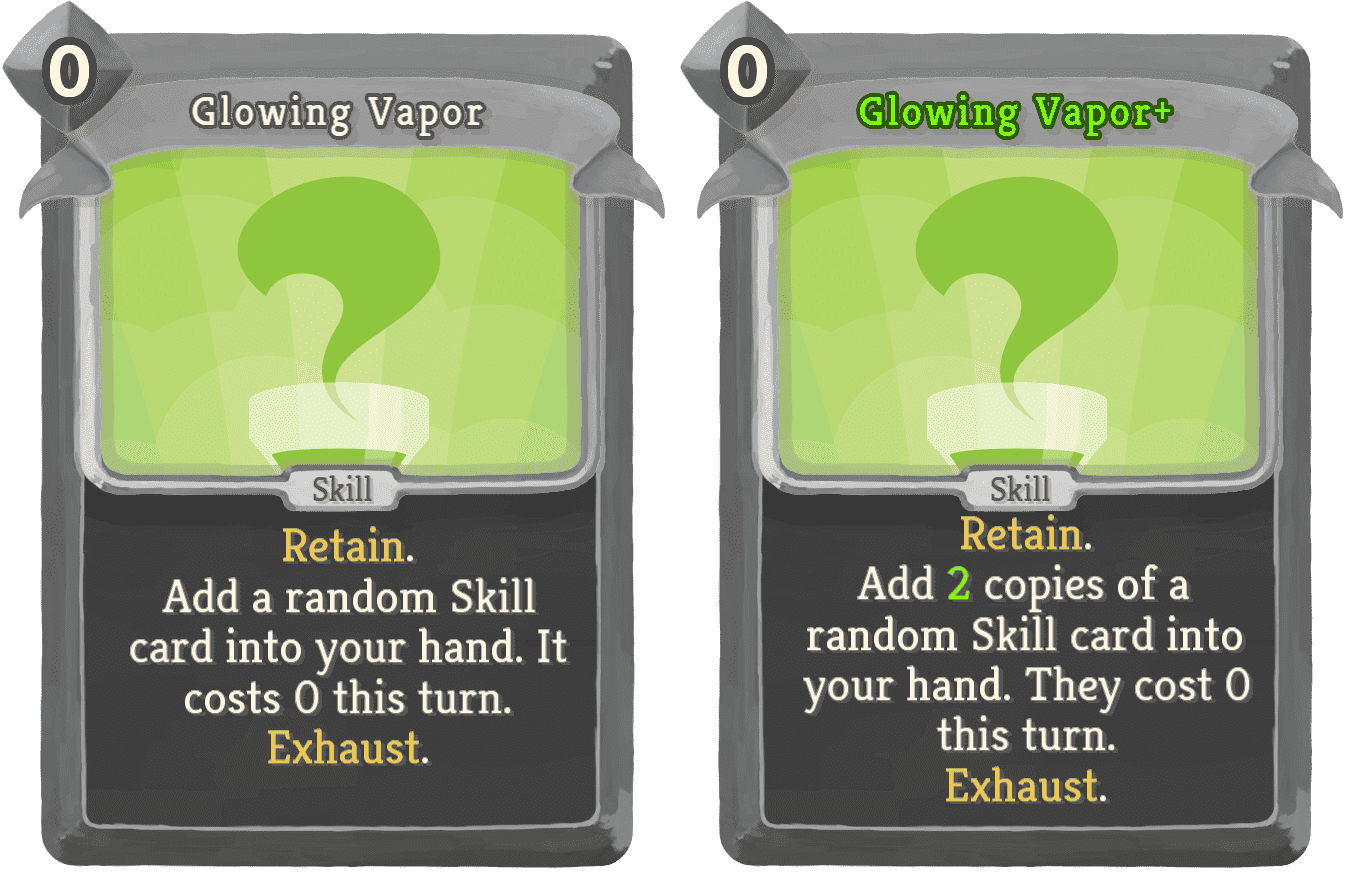 0
Glowing Vapor
Skill
Retain.
Add a random Skill
card into your hand. It
costs 0 this turn.
Exhaust.
0
Glowing Vapor+
Skill
Retain.
Add 2 copies of a
random Skill card into
your hand. They cost 0
this turn.
Exhaust.